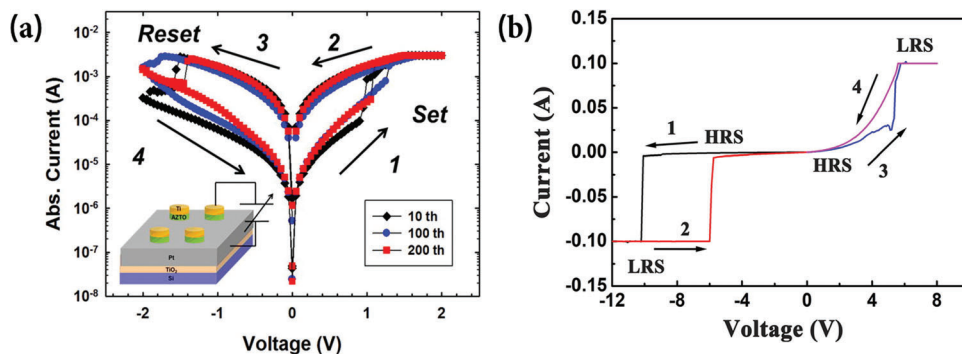 (a)
Abs. Current (A)
10⁻²
10⁻³
10⁻⁴
10⁻⁵
10⁻⁶
10⁻⁷
10⁻⁸
Reset
3
2
Set
4
1
Ti
AZTO
Pt
TiO₂
Si
10 th
100 th
200 th
-2
-1
0
1
2
Voltage (V)
(b)
Current (A)
0.15
0.10
0.05
0.00
-0.05
-0.10
-0.15
LRS
4
1
HRS
HRS
3
2
LRS
-12
-8
-4
0
4
8
Voltage (V)